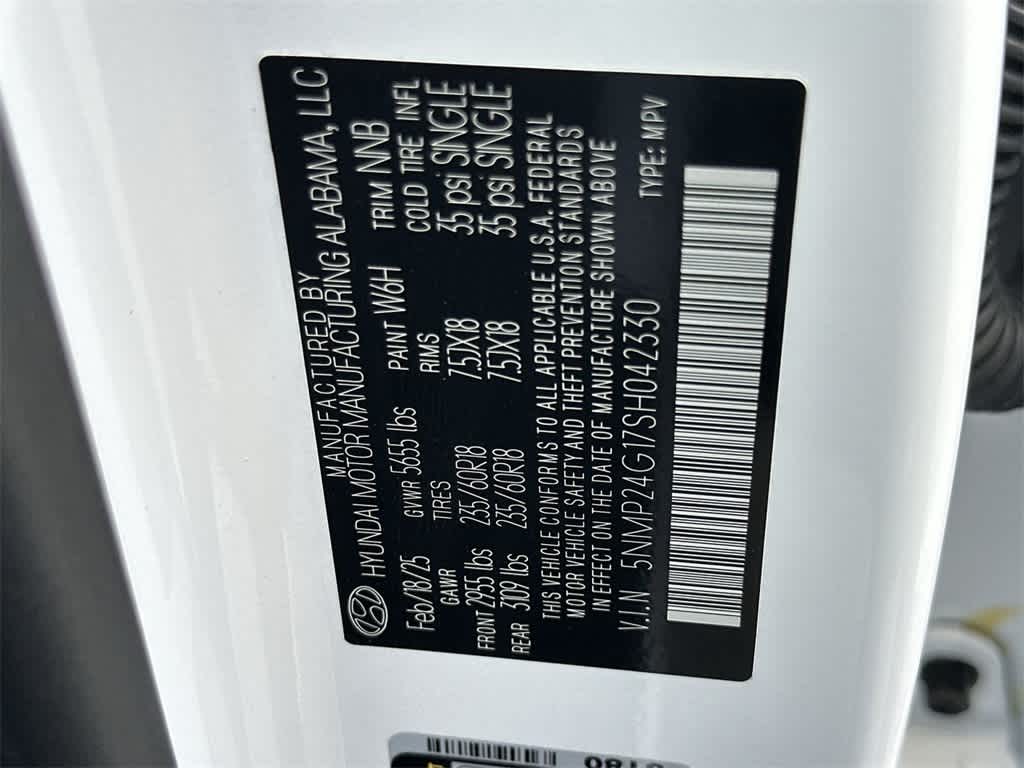 MANUFACTURED BY
HYUNDAI MOTOR MANUFACTURING ALABAMA, LLC
Feb/18/25 GVWR 5655 lbs PAINT W6H TRIM NNB
GAWR TIRES RIMS COLD TIRE INFL
FRONT 2955 lbs 235/60R18 7.5JX18 35 psi SINGLE
REAR 3109 lbs 235/60R18 7.5JX18 35 psi SINGLE
THIS VEHICLE CONFORMS TO ALL APPLICABLE U.S.A. FEDERAL
MOTOR VEHICLE SAFETY AND THEFT PREVENTION STANDARDS
IN EFFECT ON THE DATE OF MANUFACTURE SHOWN ABOVE
V.I.N 5NMP24G17SH042330 TYPE: MPV